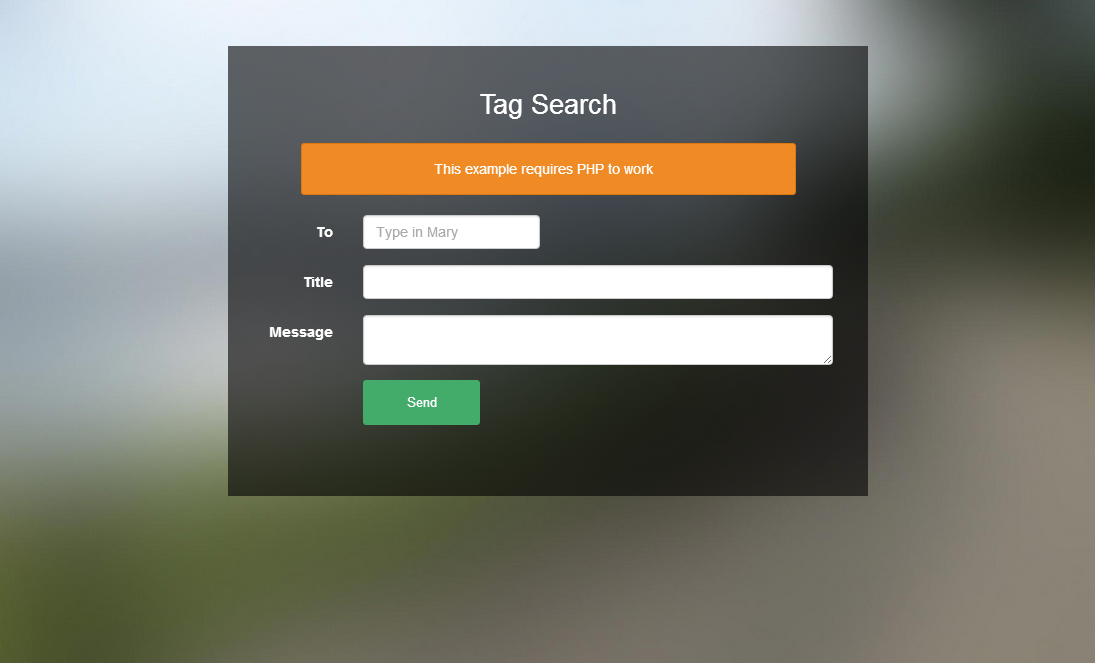 Tag Search
This example requires PHP to work
To
Type in Mary
Title
Message
Send